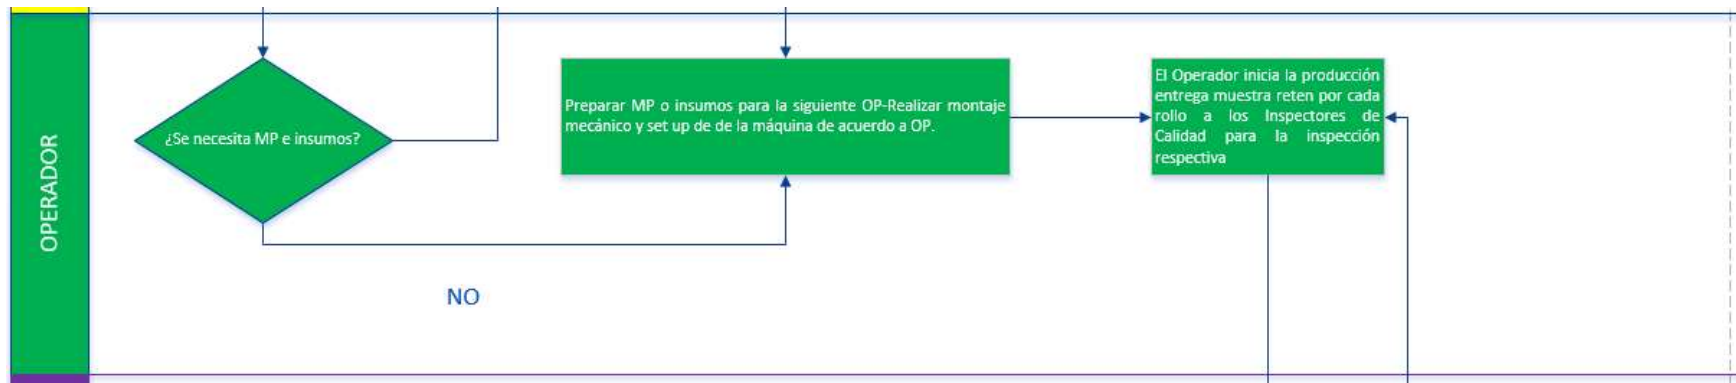 OPERADOR
¿Se necesita MP e insumos?
Preparar MP o insumos para la siguiente OP-Realizar montaje
mecánico y set up de de la máquina de acuerdo a OP.
El Operador inicia la producción
entrega muestra reten por cada
rollo a los Inspectores de
Calidad para la inspección
respectiva
NO